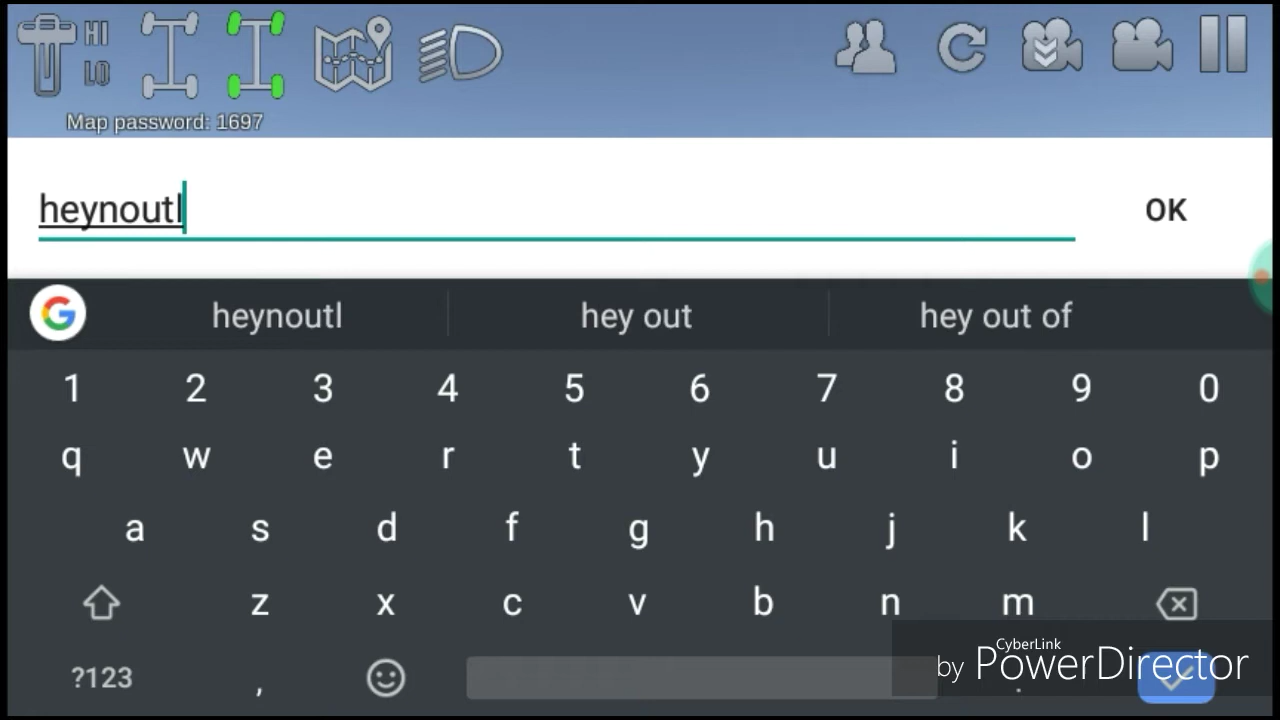 HI
LO
Map password: 1697
heynoutl
OK
G
heynoutl
hey out
hey out of
1 2 3 4 5 6 7 8 9 0
q w e r t y u i o p
a s d f g h j k l
z x c v b n m
?123 , .
CyberLink
by PowerDirector